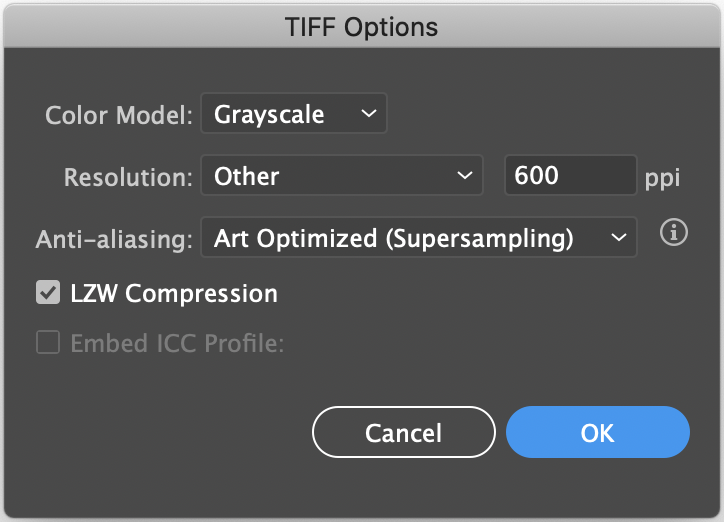 TIFF Options
Color Model: Grayscale
Resolution: Other 600 ppi
Anti-aliasing: Art Optimized (Supersampling)
LZW Compression
Embed ICC Profile:
Cancel OK